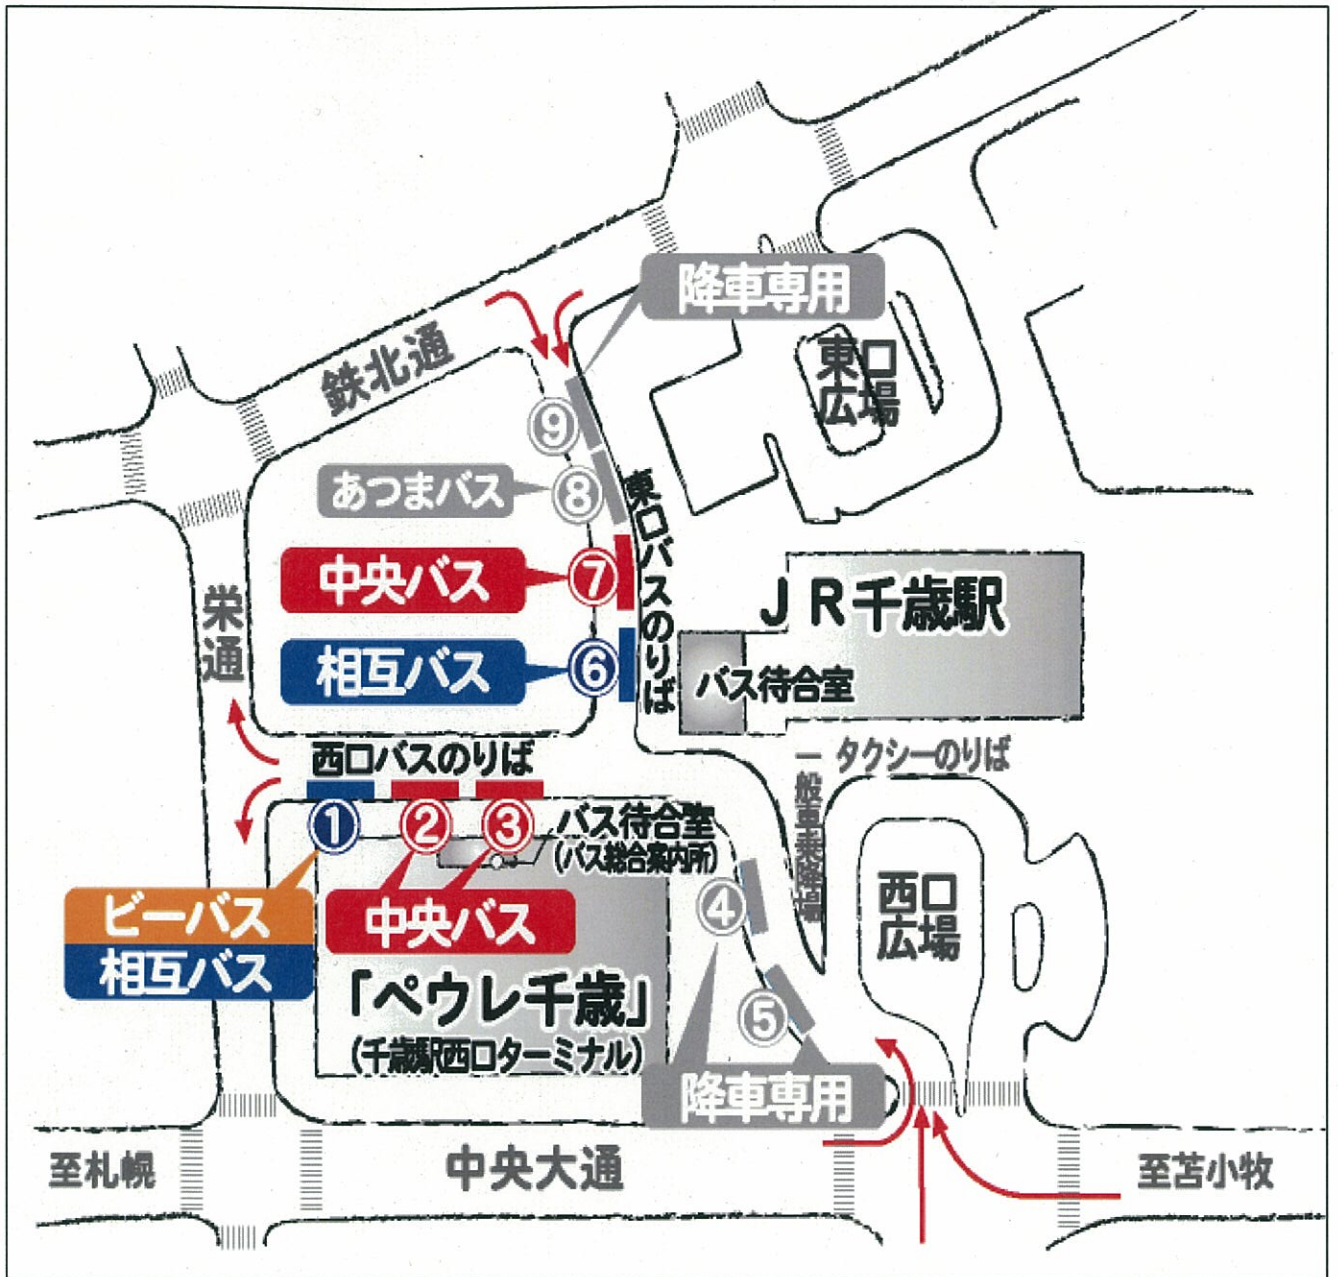 降車専用
東口
広場
鉄北通
⑨
あつまバス
⑧
東口バスのりば
中央バス
⑦
JR千歳駅
栄通
相互バス
⑥
バス待合室
西口バスのりば
タクシーのりば
一般車乗降場
①
②
③
バス待合室
(バス総合案内所)
④
西口
広場
ビーバス
相互バス
中央バス
「ペウレ千歳」
(千歳駅西口ターミナル)
⑤
降車専用
至札幌
中央大通
至苫小牧